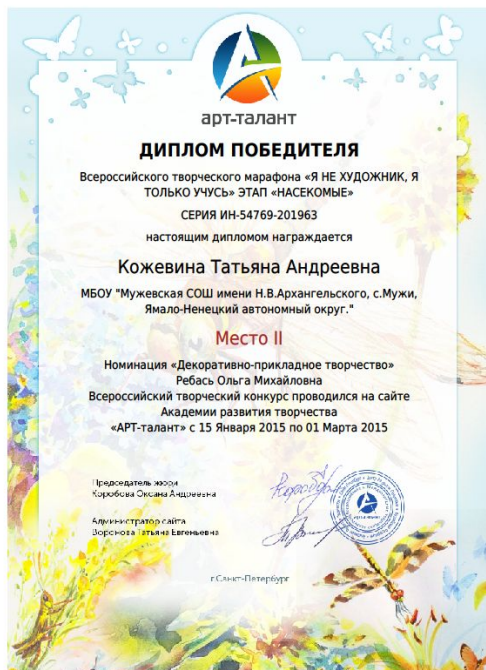 арт-талант
ДИПЛОМ ПОБЕДИТЕЛЯ
Всероссийского творческого марафона «Я НЕ ХУДОЖНИК, Я
ТОЛЬКО УЧУСЬ» ЭТАП «НАСЕКОМЫЕ»
СЕРИЯ ИН-54769-201963
настоящим дипломом награждается
Кожевина Татьяна Андреевна
МБОУ "Мужевская СОШ имени Н.В.Архангельского, с.Мужи,
Ямало-Ненецкий автономный округ."
Место II
Номинация «Декоративно-прикладное творчество»
Ребась Ольга Михайловна
Всероссийский творческий конкурс проводился на сайте
Академии развития творчества
«АРТ-талант» с 15 Января 2015 по 01 Марта 2015
Председатель жюри
Коробова Оксана Андреевна
Администратор сайта
Воронова Татьяна Евгеньевна
арт-талант
г.Санкт-Петербург